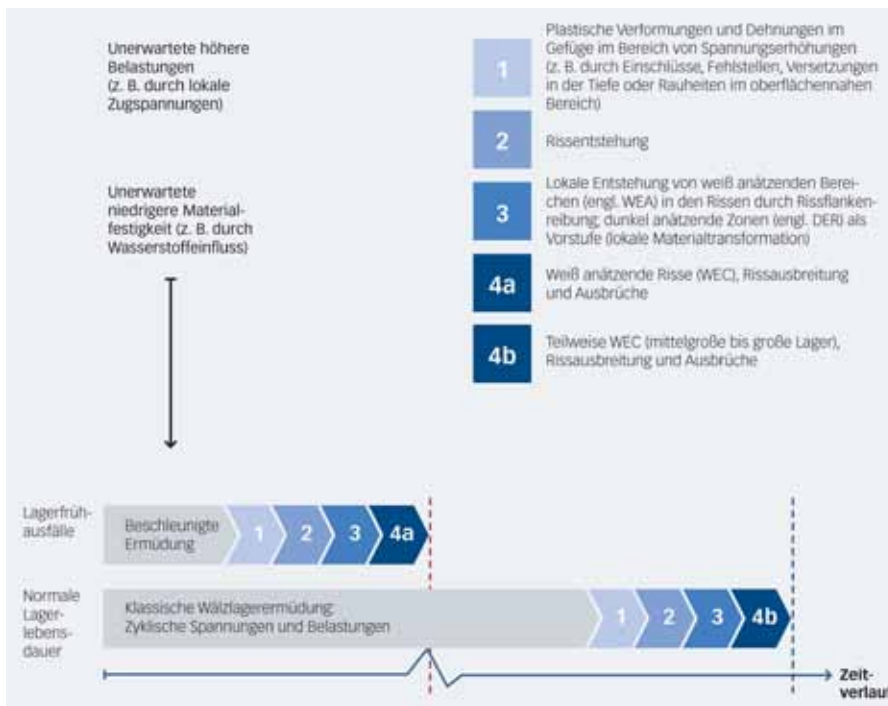 Unerwartete höhere
Belastungen
(z. B. durch lokale
Zugspannungen)
Unerwartete
niedrigere Material-
festigkeit (z. B. durch
Wasserstoffeinfluss)
1
Plastische Verformungen und Dehnungen im
Gefüge im Bereich von Spannungserhöhungen
(z. B. durch Einschlüsse, Fehlstellen, Versetzungen
in der Tiefe oder Rauheiten im oberflächennahen
Bereich)
2
Rissentstehung
3
Lokale Entstehung von weiß anätzenden Berei-
chen (engl. WEA) in den Rissen durch Rissflanken-
reibung; dunkel anätzende Zonen (engl. DER) als
Vorstufe (lokale Materialtransformation)
4a
Weiß anätzende Risse (WEC), Rissausbreitung
und Ausbrüche
4b
Teilweise WEC (mittelgroße bis große Lager),
Rissausbreitung und Ausbrüche
Lagerfrüh-
ausfälle
Beschleunigte
Ermüdung
1 2 3 4a
Normale
Lager-
lebens-
dauer
Klassische Wälzlagerermüdung:
Zyklische Spannungen und Belastungen
1 2 3 4b
Zeit-
verlauf